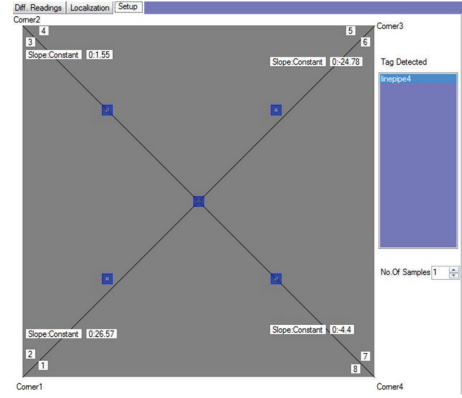 Diff. Readings Localization Setup
Corner2
4
5
Corner3
3
6
Slope:Constant 0:1.55
Slope:Constant 0:-24.78
Tag Detected
linepipe4
No.Of Samples 1
Slope:Constant 0:26.57
Slope:Constant 0:-4.4
2
7
1
8
Corner1
Corner4